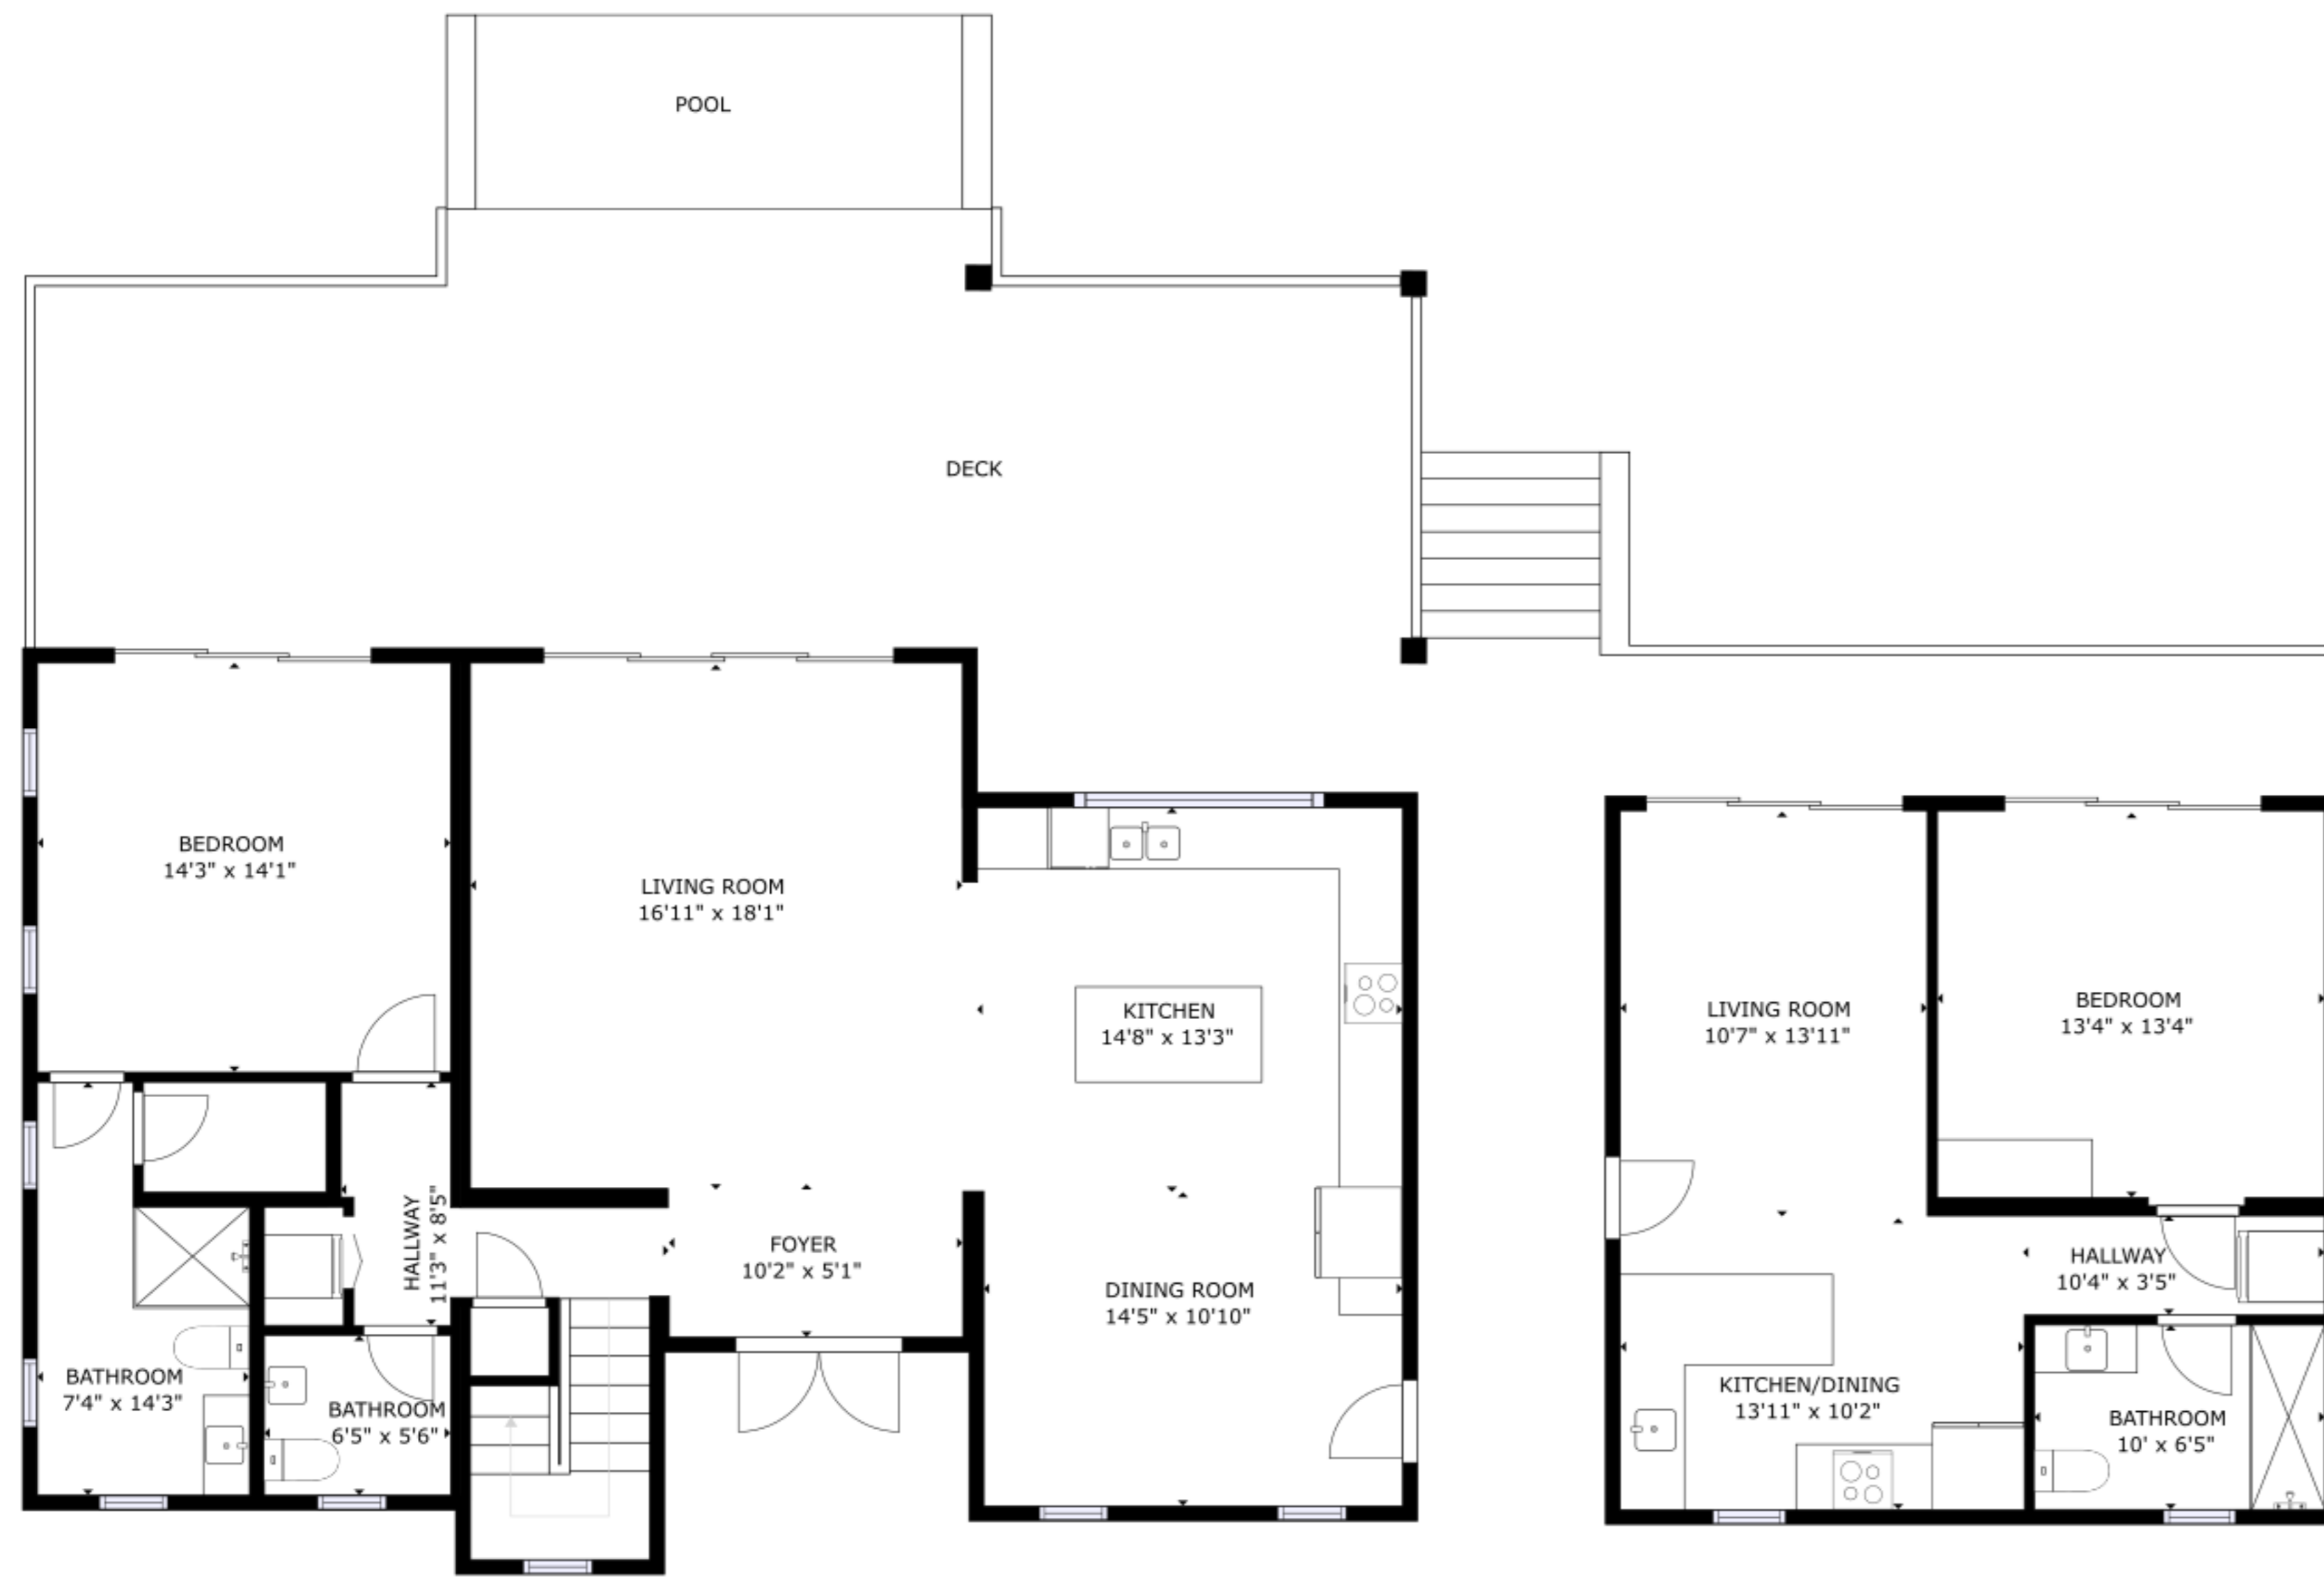 POOL
DECK
BEDROOM
14'3" x 14'1"
LIVING ROOM
16'11" x 18'1"
KITCHEN
14'8" x 13'3"
LIVING ROOM
10'7" x 13'11"
BEDROOM
13'4" x 13'4"
HALLWAY
11'3" x 8'5"
FOYER
10'2" x 5'1"
DINING ROOM
14'5" x 10'10"
HALLWAY
10'4" x 3'5"
BATHROOM
7'4" x 14'3"
BATHROOM
6'5" x 5'6"
KITCHEN/DINING
13'11" x 10'2"
BATHROOM
10' x 6'5"